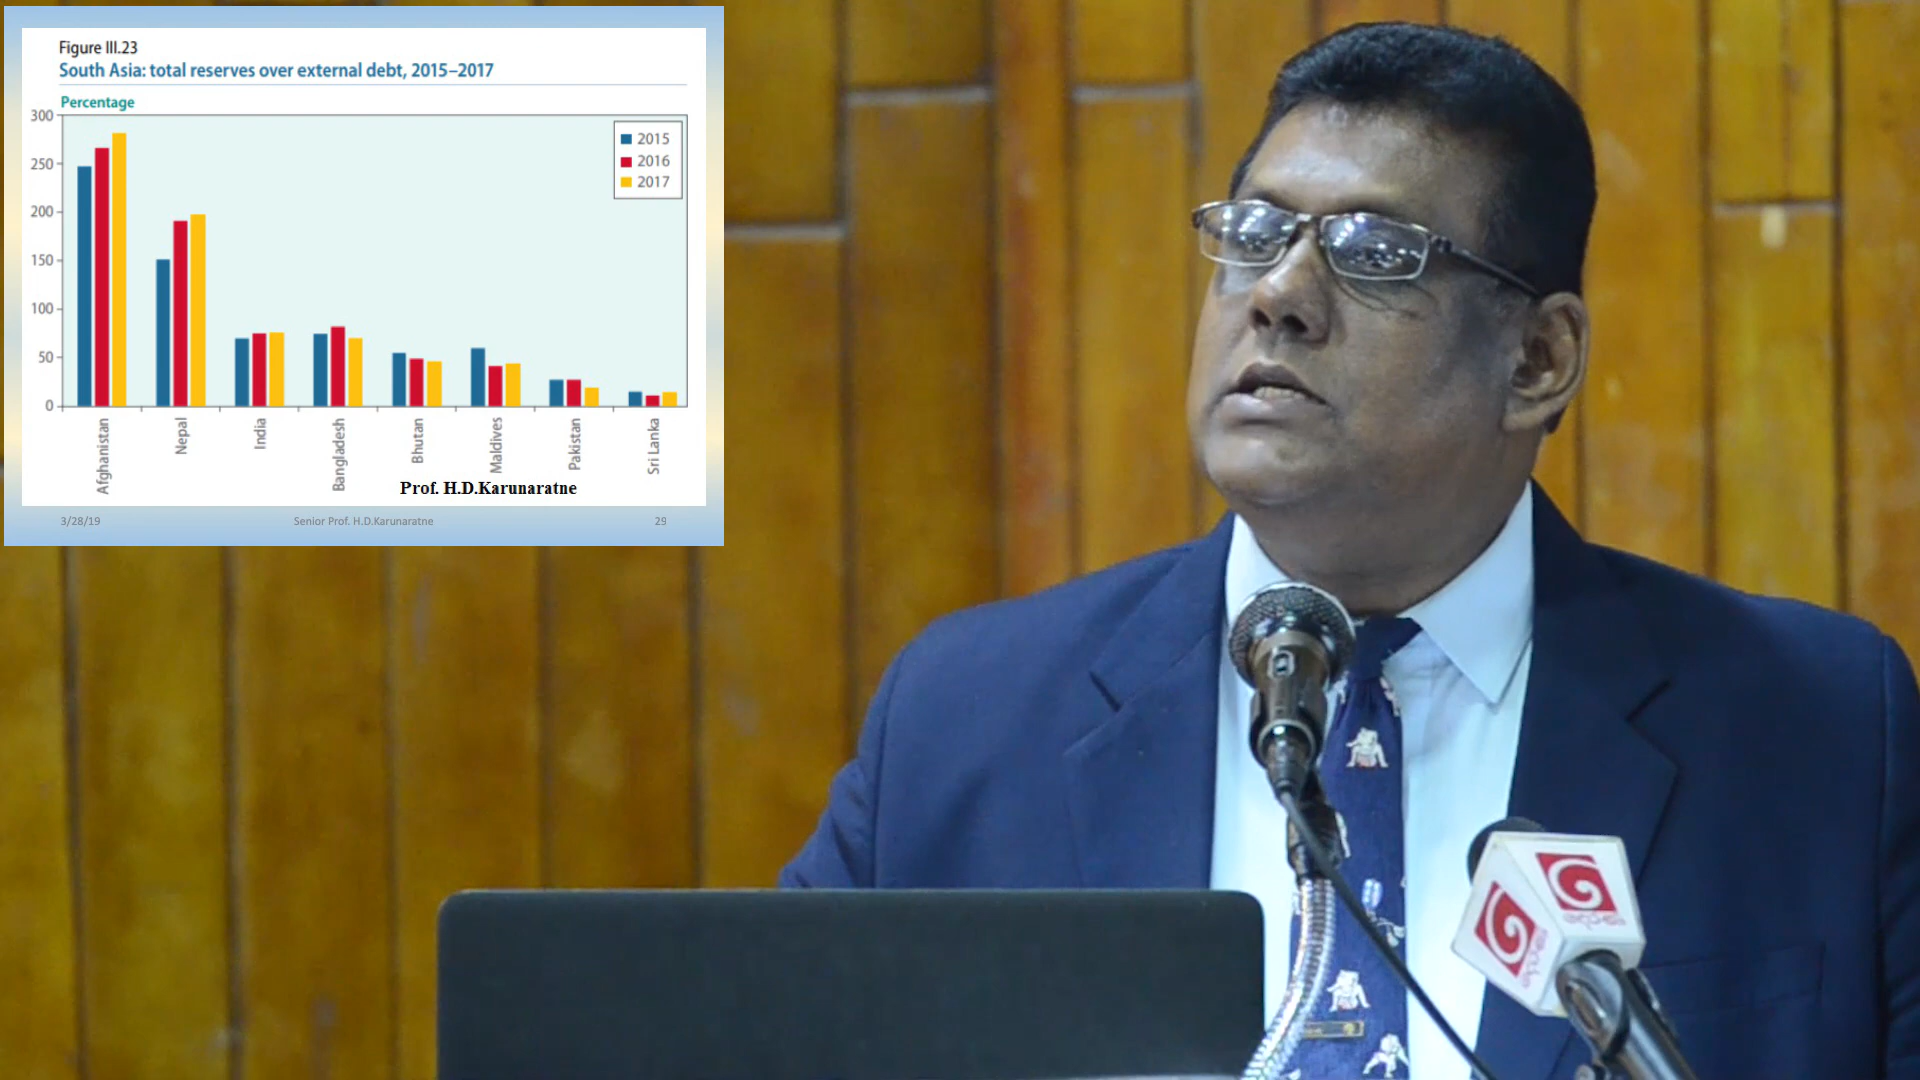 Figure III.23
South Asia: total reserves over external debt, 2015–2017
Percentage
300
250
200
150
100
50
0
2015
2016
2017
Afghanistan
Nepal
India
Bangladesh
Bhutan
Maldives
Pakistan
Sri Lanka
Prof. H.D.Karunaratne
3/28/19
Senior Prof. H.D.Karunaratne
29